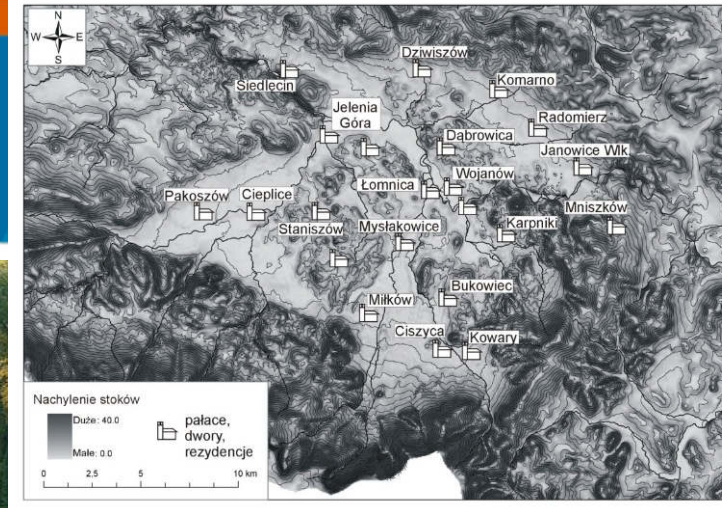 N
W E
S
Dziwiszów
Siedlęcin
Komarno
Jelenia
Góra
Radomierz
Dąbrowica
Janowice Wlk.
Wojanów
Łomnica
Pakoszów
Cieplice
Mniszków
Staniszów
Mysłakowice
Karpniki
Bukowiec
Miłków
Ciszyca
Kowary
Nachylenie stoków
Duże: 40.0
Małe: 0.0
pałace,
dwory,
rezydencje
0 2,5 5 10 km